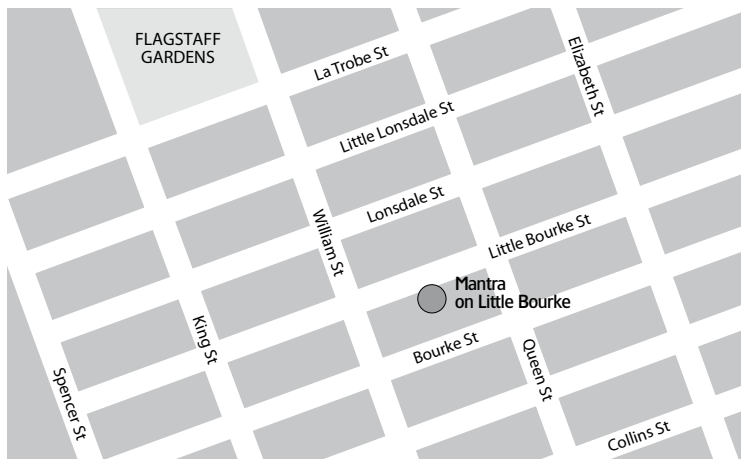 FLAGSTAFF
GARDENS
La Trobe St
Elizabeth St
Little Lonsdale St
Lonsdale St
William St
Little Bourke St
Mantra
on Little Bourke
King St
Bourke St
Queen St
Spencer St
Collins St